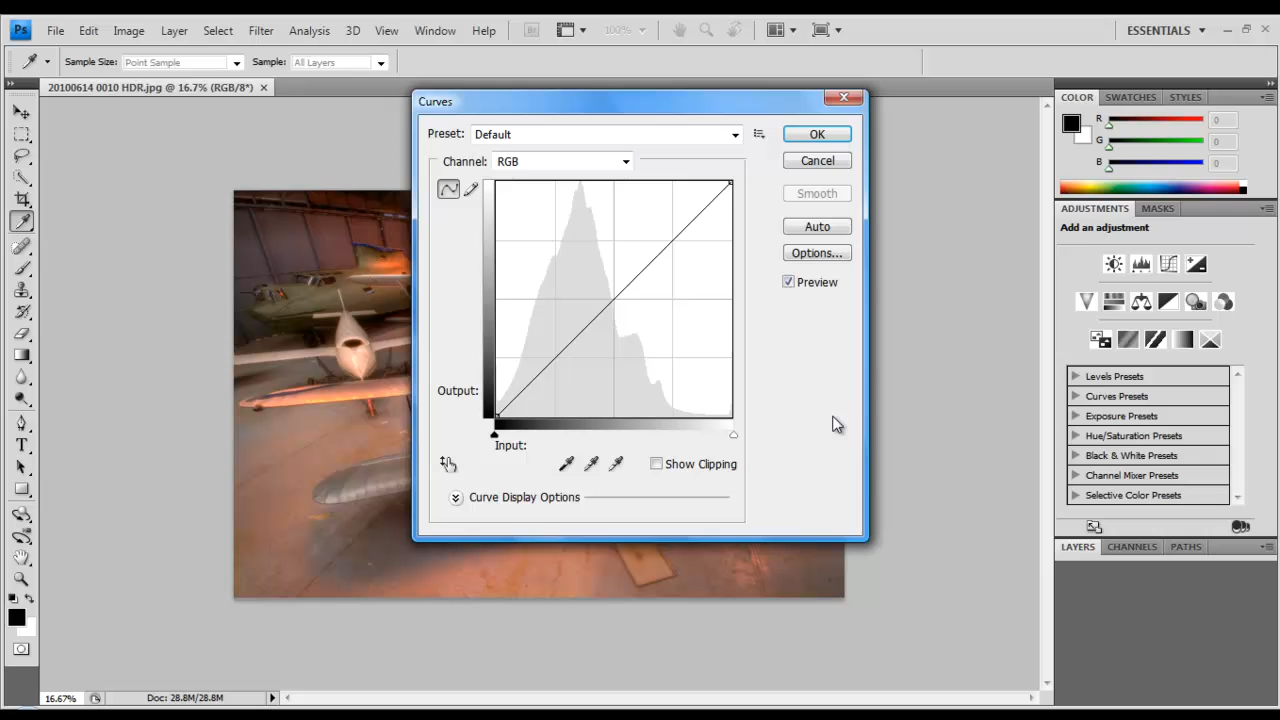 Ps File Edit Image Layer Select Filter Analysis 3D View Window Help Br 100% ESSENTIALS
Sample Size: Point Sample Sample: All Layers
20100614 0010 HDR.jpg @ 16.7% (RGB/8*)
Curves
Preset: Default
OK
Channel: RGB
Cancel
Smooth
Auto
Options...
Preview
Output:
Input:
Show Clipping
Curve Display Options
COLOR SWATCHES STYLES
R 0
G 0
B 0
ADJUSTMENTS MASKS
Add an adjustment
Levels Presets
Curves Presets
Exposure Presets
Hue/Saturation Presets
Black & White Presets
Channel Mixer Presets
Selective Color Presets
LAYERS CHANNELS PATHS
16.67% Doc: 28.8M/28.8M